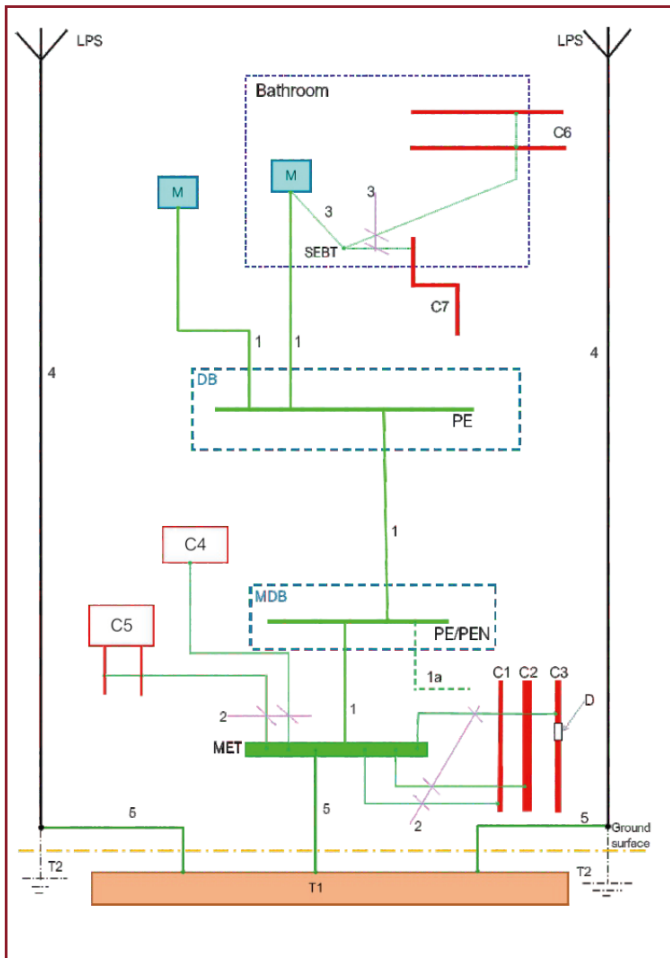 LPS
LPS
Bathroom
C6
M
M
3
3
SEBT
C7
1
1
4
4
DB
PE
1
C4
MDB
C5
PE/PEN
1a
C1
C2
C3
D
2
1
MET
2
5
5
5
Ground
surface
T2
T2
T1